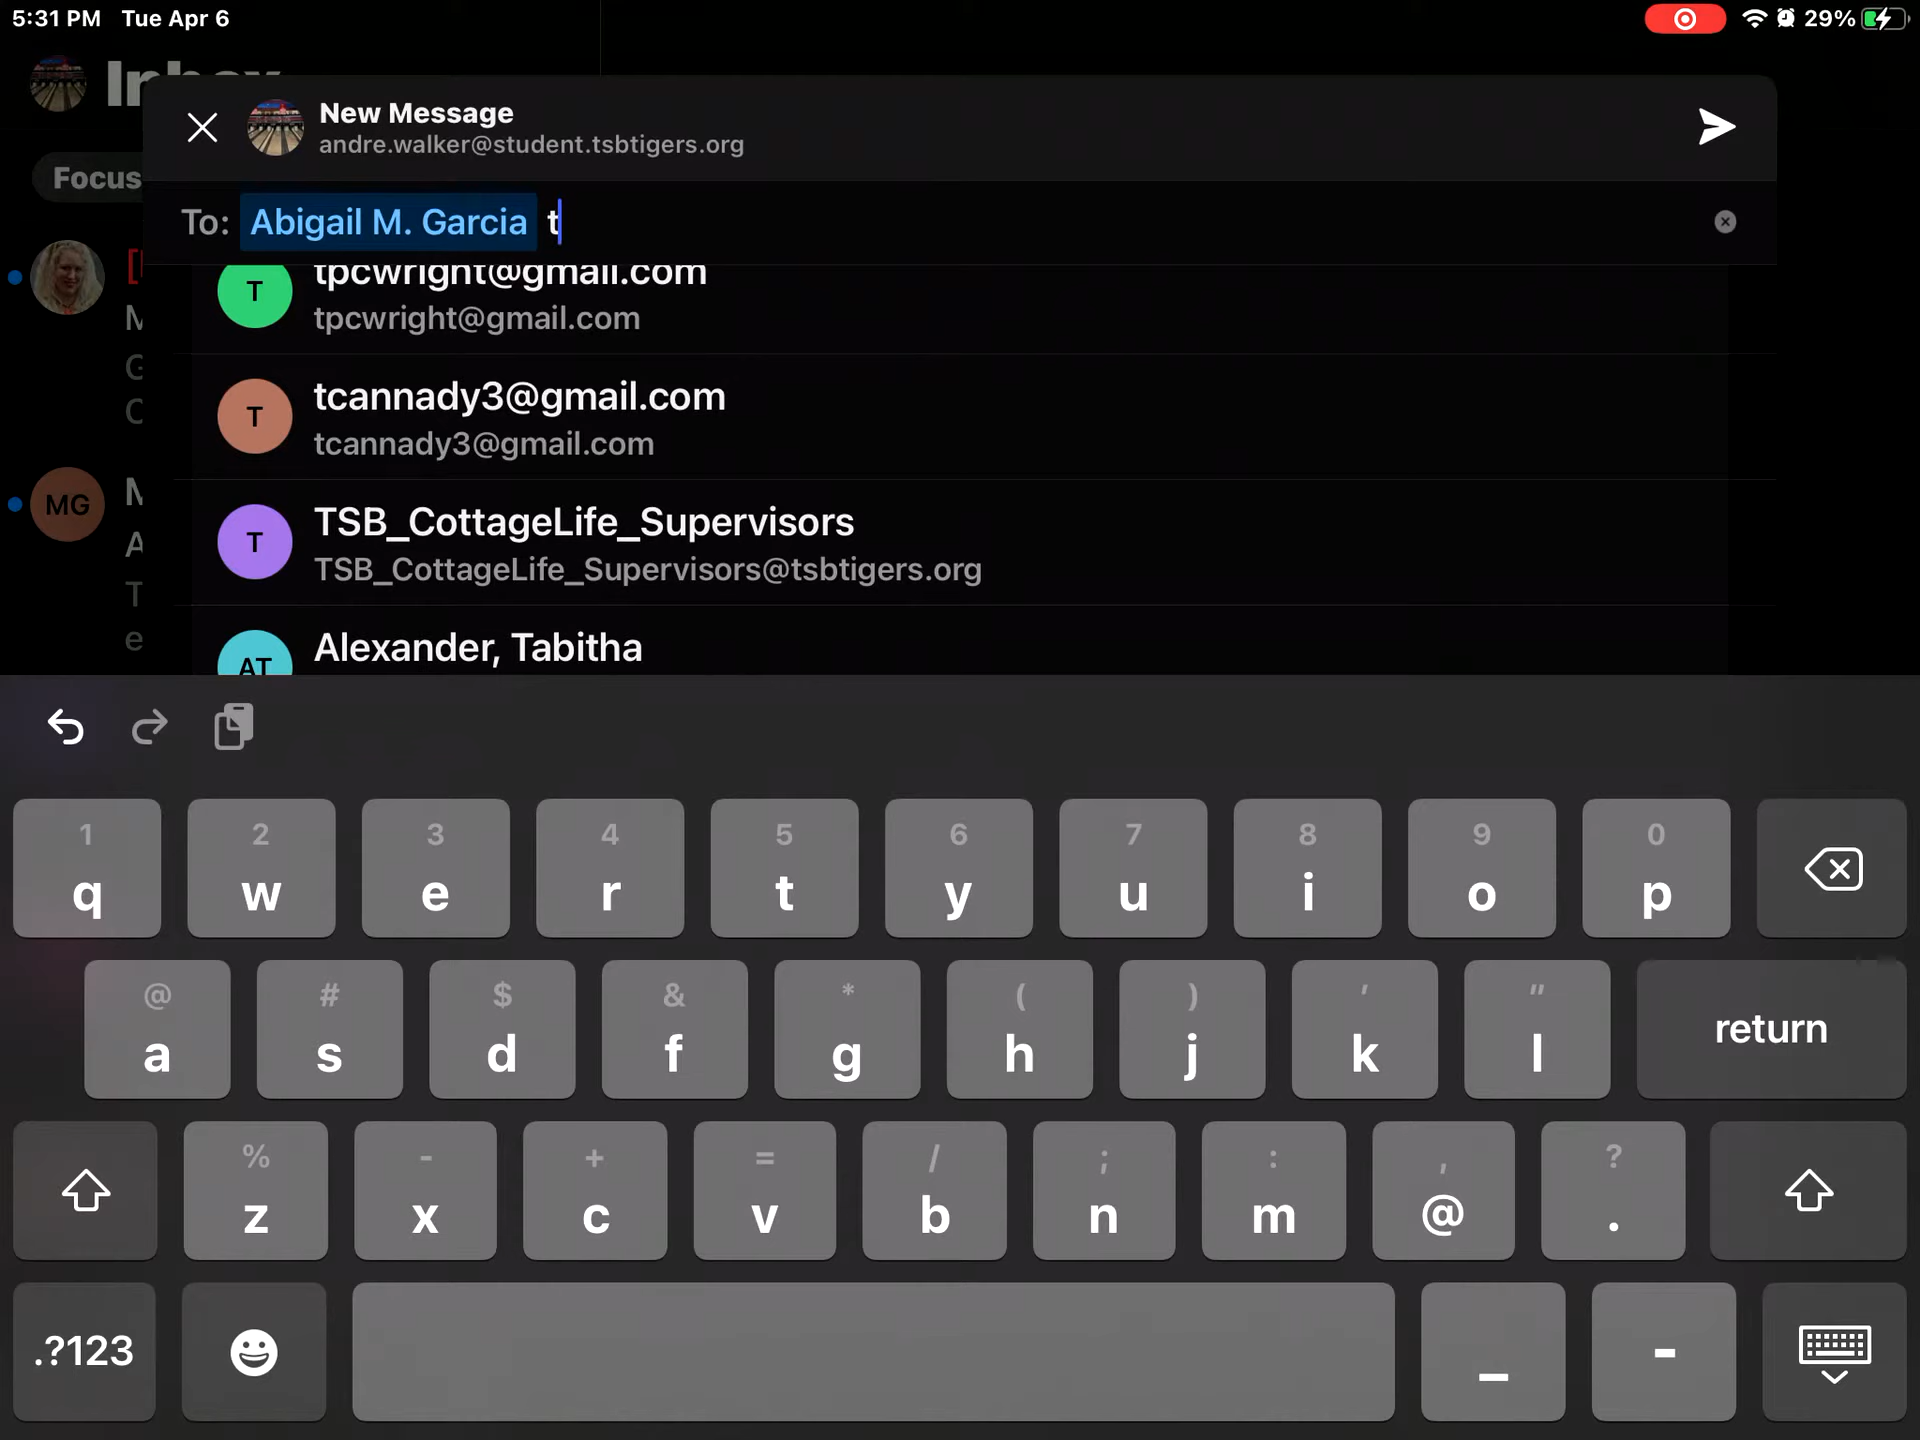 5:31 PM Tue Apr 6
29%
Inbox
New Message
andre.walker@student.tsbtigers.org
Focus
To: Abigail M. Garcia t
T
tpcwright@gmail.com
tpcwright@gmail.com
T
tcannady3@gmail.com
tcannady3@gmail.com
MG
T
TSB_CottageLife_Supervisors
TSB_CottageLife_Supervisors@tsbtigers.org
AT
Alexander, Tabitha
1 2 3 4 5 6 7 8 9 0
q w e r t y u i o p
@ # $ & * ( ) ' "
a s d f g h j k l return
% - + = / ; : , ?
z x c v b n m @ .
.?123 _ -